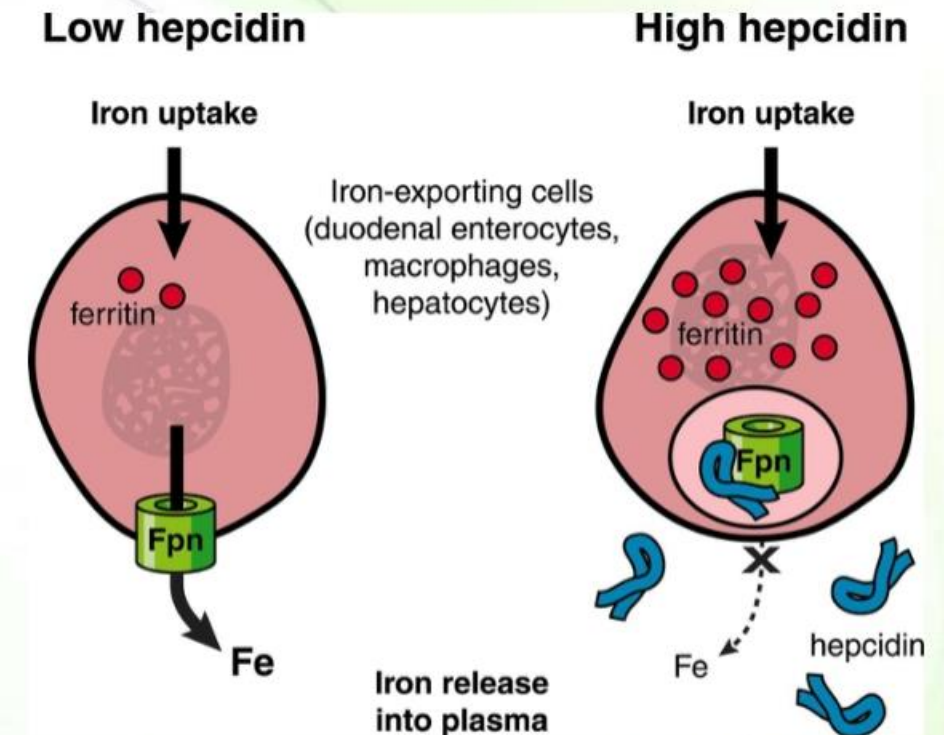 Low hepcidin
High hepcidin
Iron uptake
Iron uptake
Iron-exporting cells
(duodenal enterocytes,
macrophages,
hepatocytes)
ferritin
ferritin
Fpn
Fpn
X
Fe
Fe
hepcidin
Iron release
into plasma